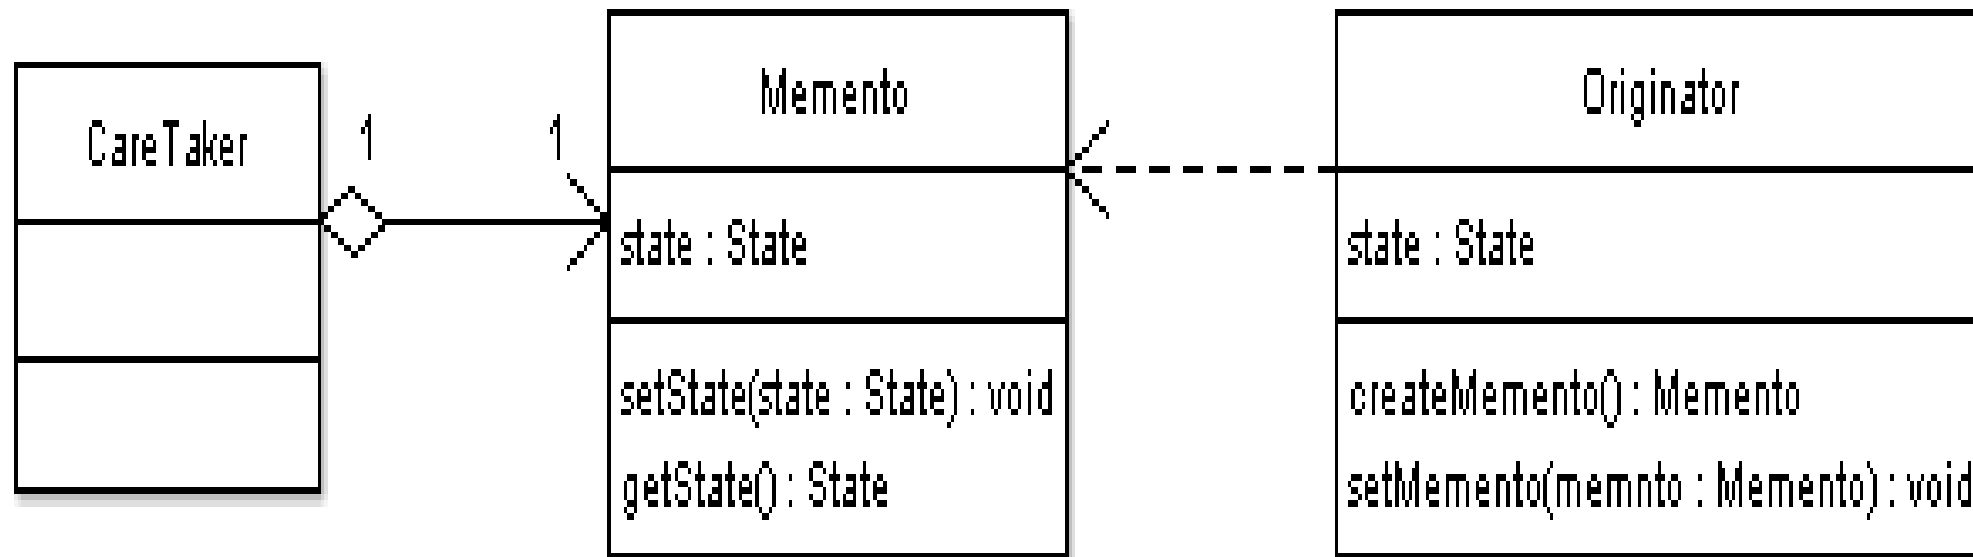 CareTaker
1
1
Memento
state : State
setState(state : State) : void
getState() : State
Originator
state : State
createMemento() : Memento
setMemento(memnto : Memento) : void